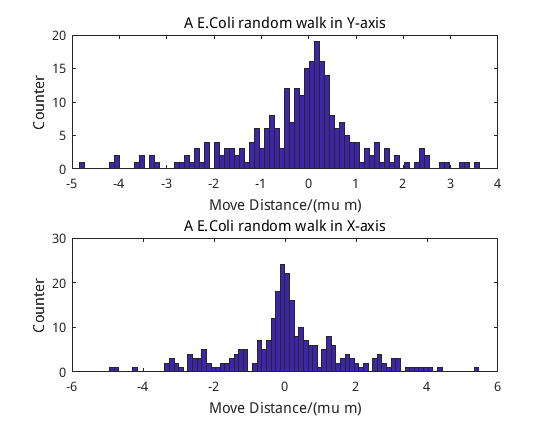 A E.Coli random walk in Y-axis
20
15
10
5
0
Counter
-5 -4 -3 -2 -1 0 1 2 3 4
Move Distance/(mu m)
A E.Coli random walk in X-axis
30
20
10
0
Counter
-6 -4 -2 0 2 4 6
Move Distance/(mu m)